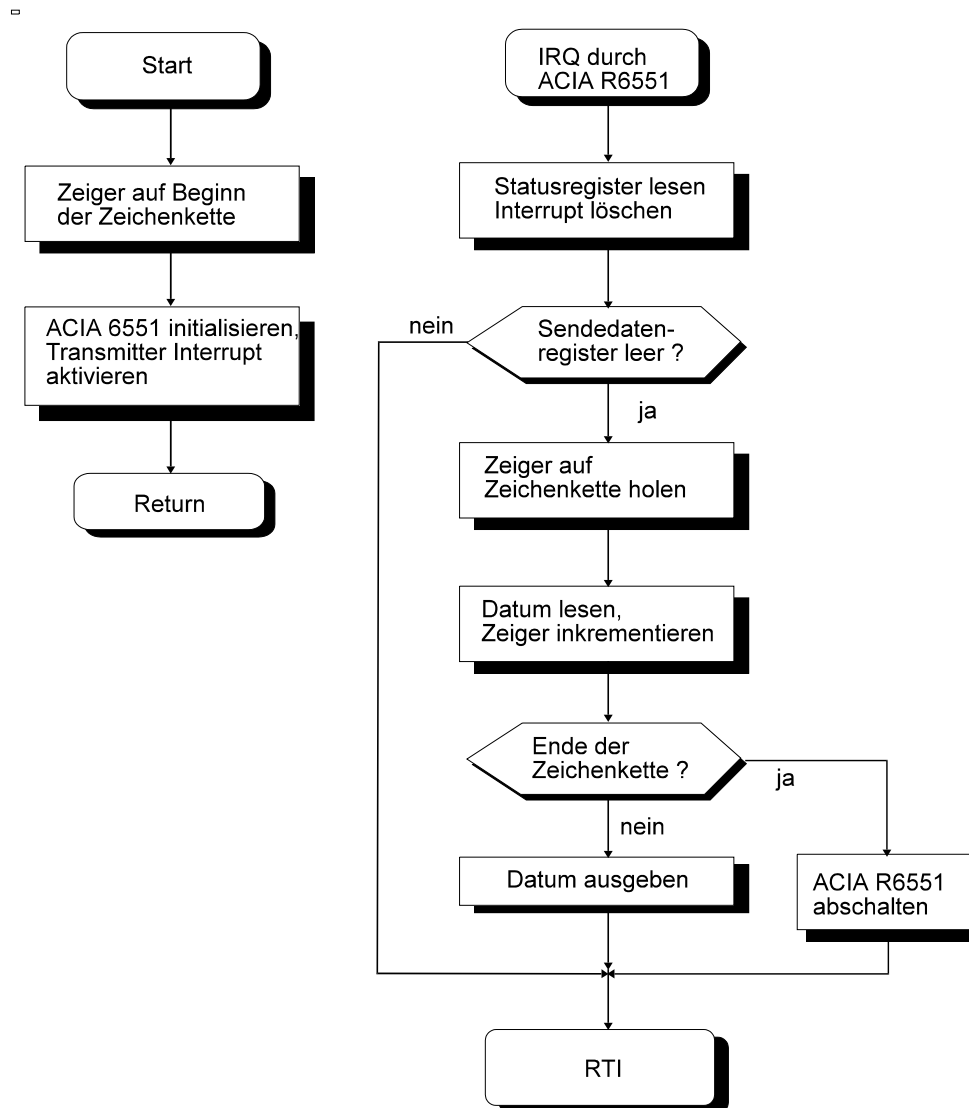 Start
Zeiger auf Beginn
der Zeichenkette
ACIA 6551 initialisieren,
Transmitter Interrupt
aktivieren
Return
IRQ durch
ACIA R6551
Statusregister lesen
Interrupt löschen
nein
Sendedaten-
register leer ?
ja
Zeiger auf
Zeichenkette holen
Datum lesen,
Zeiger inkrementieren
Ende der
Zeichenkette ?
ja
nein
Datum ausgeben
ACIA R6551
abschalten
RTI